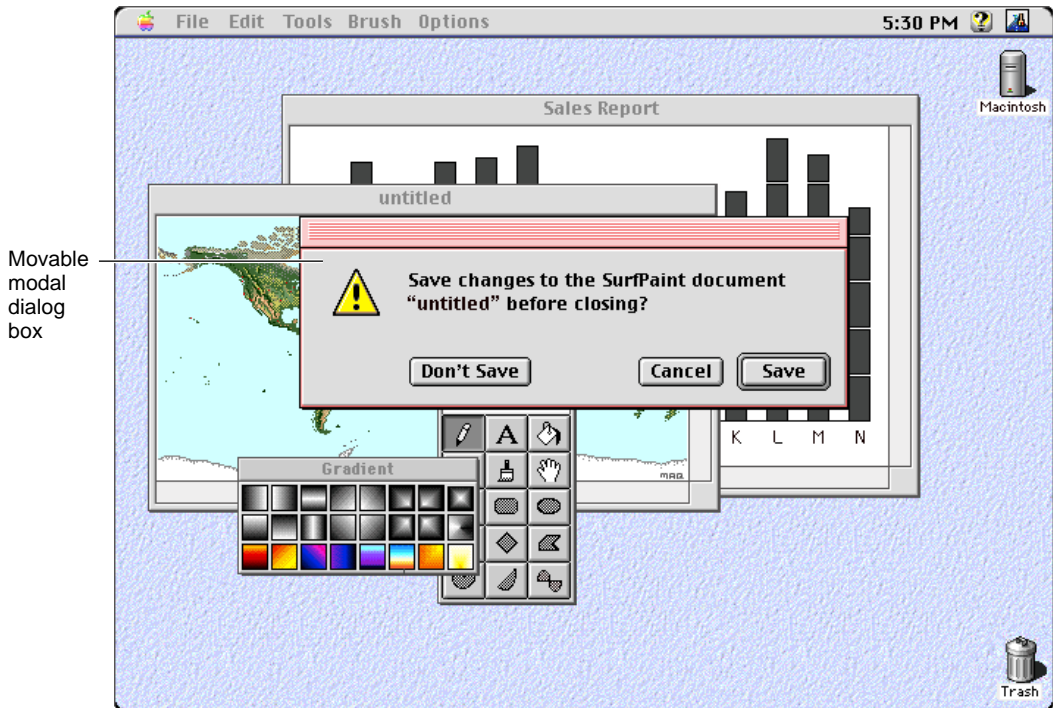 File Edit Tools Brush Options
5:30 PM
Macintosh
Sales Report
untitled
Movable
modal
dialog
box
Save changes to the SurfPaint document
“untitled” before closing?
Don't Save
Cancel
Save
A
K L M N
MAQ
Gradient
Trash